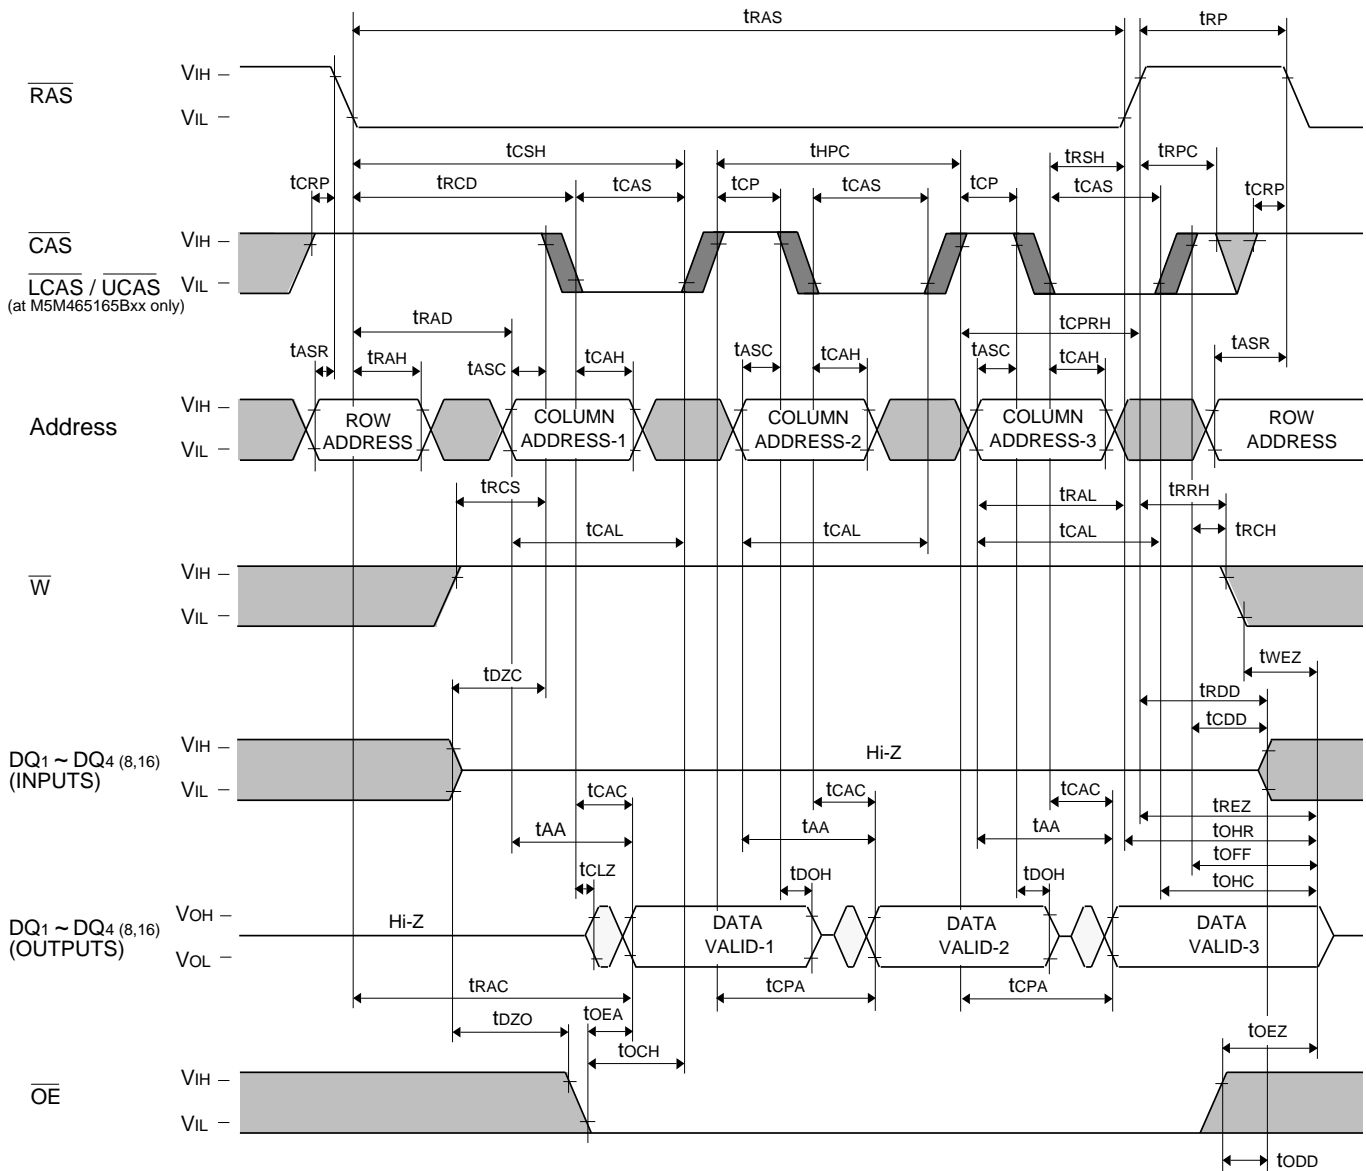 tRAS
tRP
RAS
VIH
VIL
tCSH
tHPC
tRSH
tRPC
tCRP
tRCD
tCAS
tCP
tCAS
tCP
tCAS
tCRP
CAS
VIH
LCAS / UCAS
VIL
(at M5M465165Bxx only)
tRAD
tCPRH
tASR
tRAH
tASC
tCAH
tASC
tCAH
tASC
tCAH
tASR
Address
VIH
VIL
ROW ADDRESS
COLUMN ADDRESS-1
COLUMN ADDRESS-2
COLUMN ADDRESS-3
ROW ADDRESS
tRCS
tRAL
tRRH
tCAL
tCAL
tCAL
tRCH
W
VIH
VIL
tWEZ
tDZC
tRDD
tCDD
DQ1 ~ DQ4 (8,16)
(INPUTS)
VIH
VIL
Hi-Z
tCAC
tCAC
tCAC
tREZ
tAA
tAA
tAA
tOHR
tOFF
tCLZ
tDOH
tDOH
tOHC
DQ1 ~ DQ4 (8,16)
(OUTPUTS)
VOH
VOL
Hi-Z
DATA VALID-1
DATA VALID-2
DATA VALID-3
tRAC
tCPA
tCPA
tDZO
tOEA
tOCH
tOEZ
OE
VIH
VIL
tODD